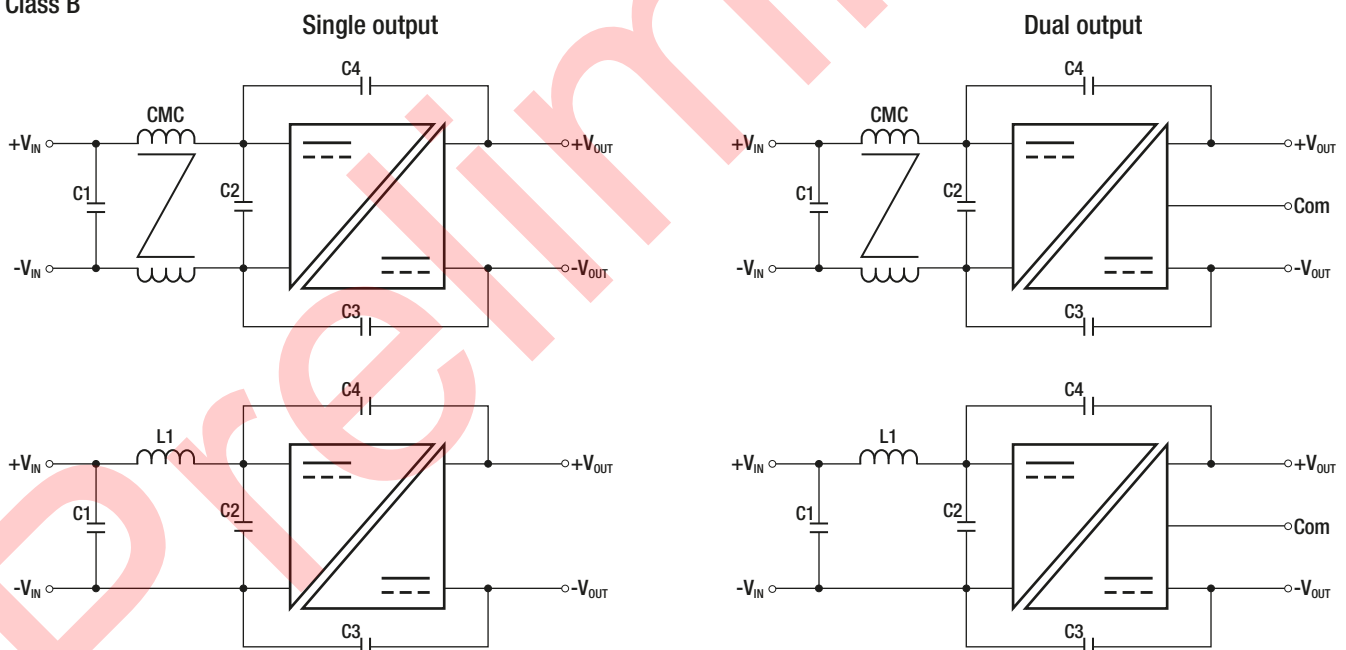 Class B
Single output
Dual output
C4
CMC
+VIN
+VOUT
C1
C2
-VIN
-VOUT
C3
C4
CMC
+VIN
+VOUT
C1
C2
Com
-VIN
-VOUT
C3
C4
L1
+VIN
+VOUT
C1
C2
-VIN
-VOUT
C3
C4
L1
+VIN
+VOUT
C1
C2
Com
-VIN
-VOUT
C3
Prelim